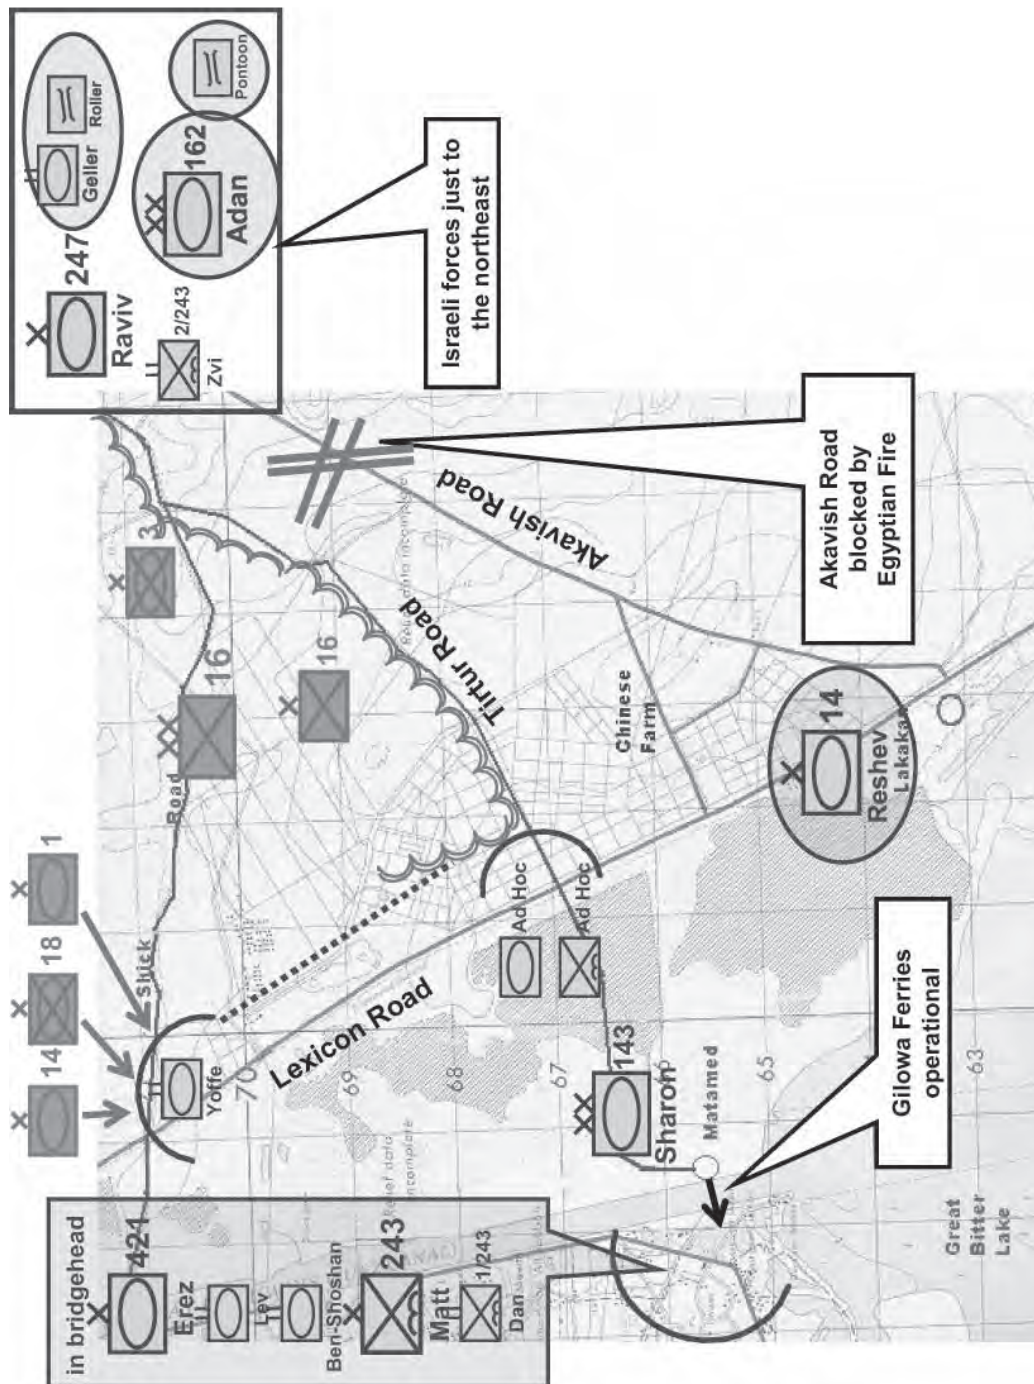 in bridgehead
421
Erez
Lev
Ben-Shoshan
243
Matt
1/243
Dan
14
18
1
Shick
Road
Yoffe
70
69
68
67
66
65
63
Lexicon Road
16
16
3
247
Raviv
2/243
Zvi
Geller
Roller
162
Adan
Pontoon
Israeli forces just to
the northeast
Tirtur Road
Akavish Road
Akavish Road
blocked by
Egyptian Fire
Chinese
Farm
Ad Hoc
Ad Hoc
14
Reshev
Lakakan
143
Sharon
Matamed
Gilowa Ferries
operational
Great
Bitter
Lake